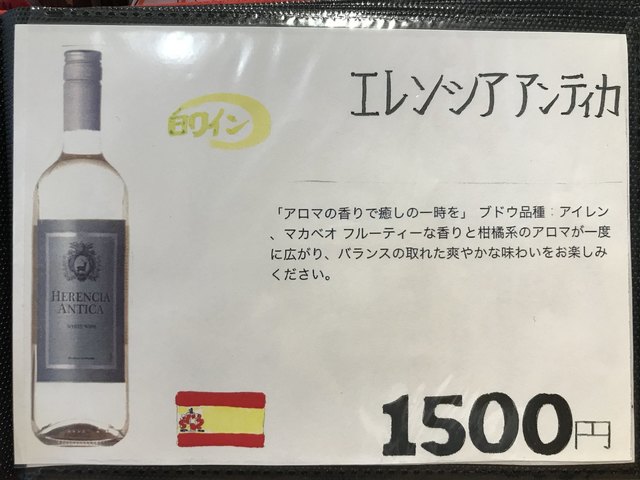 エレンシア アンティカ
白ワイン
「アロマの香りで癒しの一時を」 ブドウ品種：アイレン
、マカベオ フルーティーな香りと柑橘系のアロマが一度
に広がり、バランスの取れた爽やかな味わいをお楽しみ
ください。
HERENCIA
ANTICA
WHITE WINE
1500円